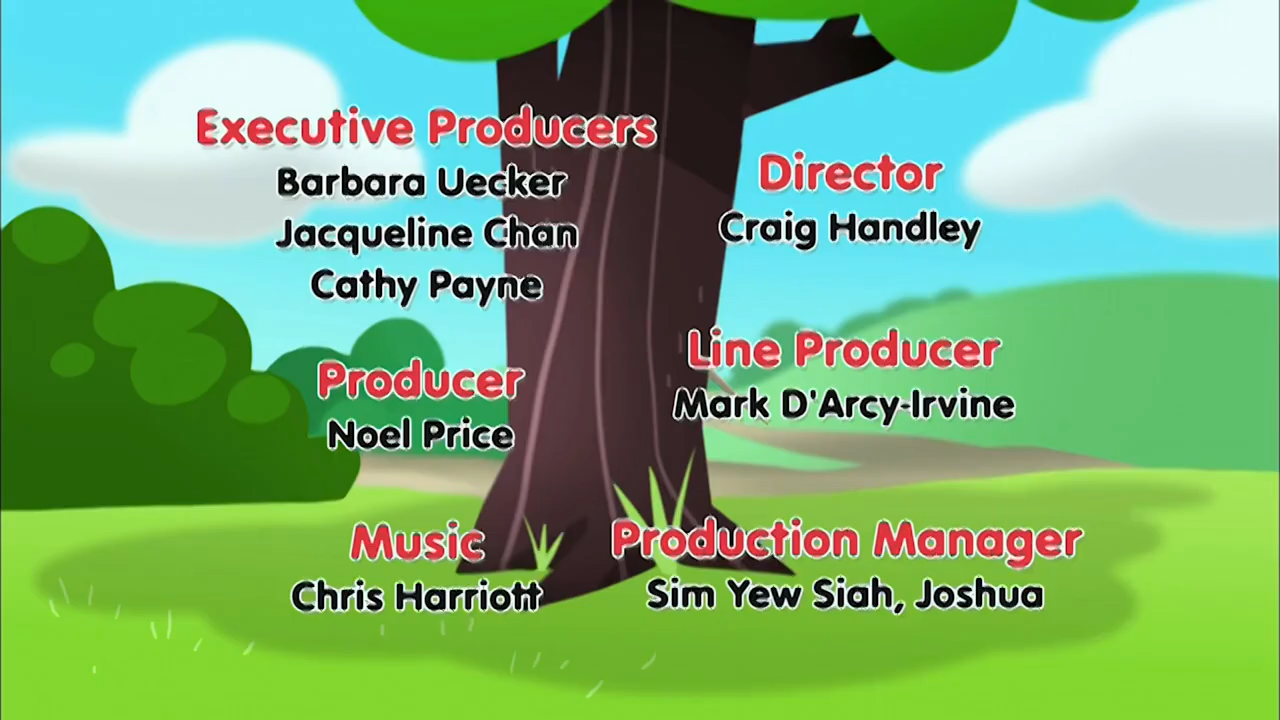 Executive Producers
Barbara Uecker
Jacqueline Chan
Cathy Payne
Producer
Noel Price
Music
Chris Harriott
Director
Craig Handley
Line Producer
Mark D'Arcy-Irvine
Production Manager
Sim Yew Siah, Joshua